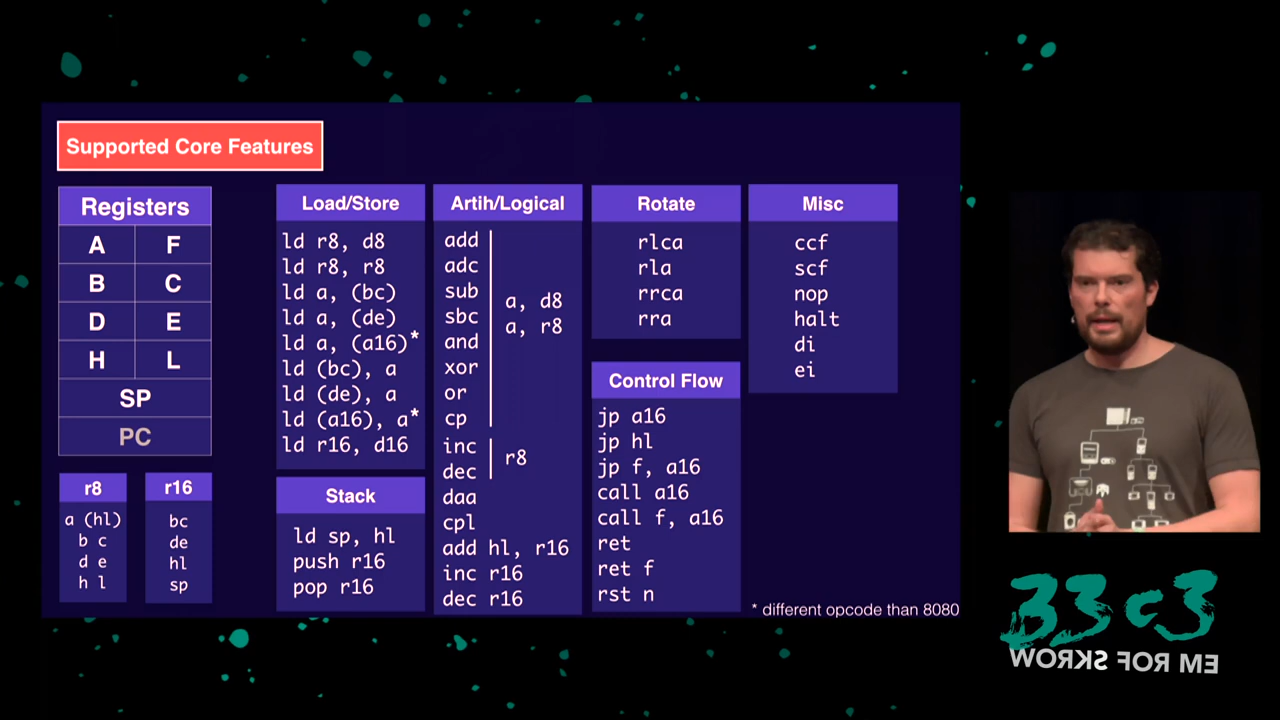 Supported Core Features
Registers
A F
B C
D E
H L
SP
PC
r8
a (hl)
b c
d e
h l
r16
bc
de
hl
sp
Load/Store
ld r8, d8
ld r8, r8
ld a, (bc)
ld a, (de)
ld a, (a16)*
ld (bc), a
ld (de), a
ld (a16), a*
ld r16, d16
Stack
ld sp, hl
push r16
pop r16
Artih/Logical
add
adc
sub
sbc
and
xor
or
cp
a, d8
a, r8
inc
dec
r8
daa
cpl
add hl, r16
inc r16
dec r16
Rotate
rlca
rla
rrca
rra
Control Flow
jp a16
jp hl
jp f, a16
call a16
call f, a16
ret
ret f
rst n
Misc
ccf
scf
nop
halt
di
ei
* different opcode than 8080
33c3
WORKS FOR ME